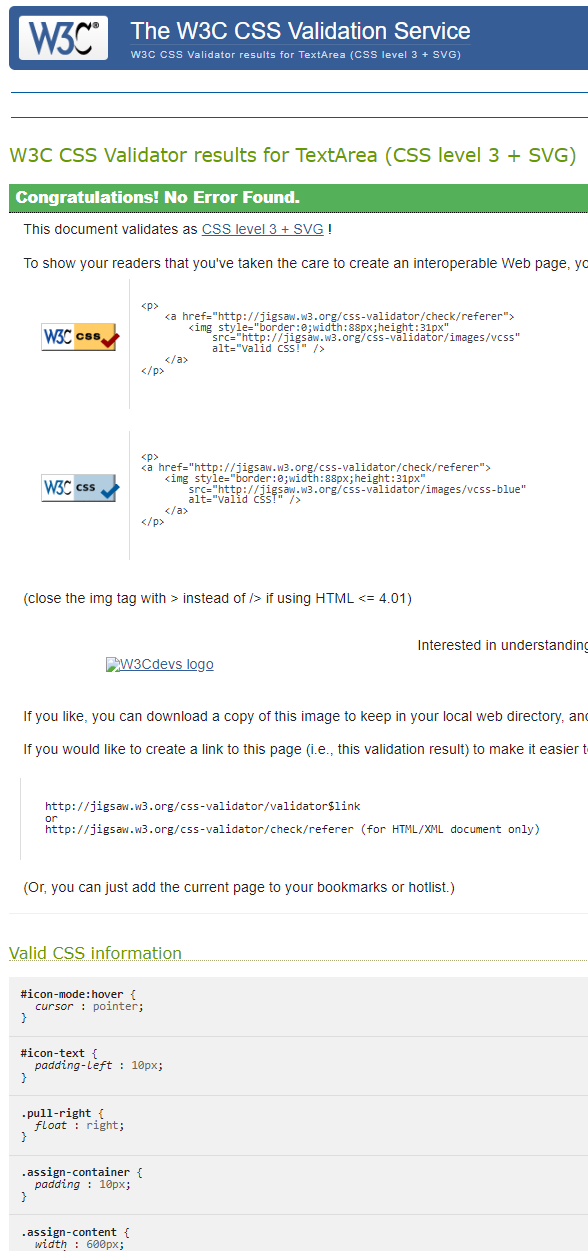 W3C®
The W3C CSS Validation Service
W3C CSS Validator results for TextArea (CSS level 3 + SVG)
W3C CSS Validator results for TextArea (CSS level 3 + SVG)
Congratulations! No Error Found.
This document validates as CSS level 3 + SVG !
To show your readers that you've taken the care to create an interoperable Web page, yo
W3C css
<p>
<a href="http://jigsaw.w3.org/css-validator/check/referer">
<img style="border:0;width:88px;height:31px"
src="http://jigsaw.w3.org/css-validator/images/vcss"
alt="Valid CSS!" />
</a>
</p>
W3C css
<p>
<a href="http://jigsaw.w3.org/css-validator/check/referer">
<img style="border:0;width:88px;height:31px"
src="http://jigsaw.w3.org/css-validator/images/vcss-blue"
alt="Valid CSS!" />
</a>
</p>
(close the img tag with > instead of /> if using HTML <= 4.01)
Interested in understanding
W3Cdevs logo
If you like, you can download a copy of this image to keep in your local web directory, and
If you would like to create a link to this page (i.e., this validation result) to make it easier t
http://jigsaw.w3.org/css-validator/validator$link
or
http://jigsaw.w3.org/css-validator/check/referer (for HTML/XML document only)
(Or, you can just add the current page to your bookmarks or hotlist.)
Valid CSS information
#icon-mode:hover {
cursor : pointer;
}
#icon-text {
padding-left : 10px;
}
.pull-right {
float : right;
}
.assign-container {
padding : 10px;
}
.assign-content {
width : 600px;